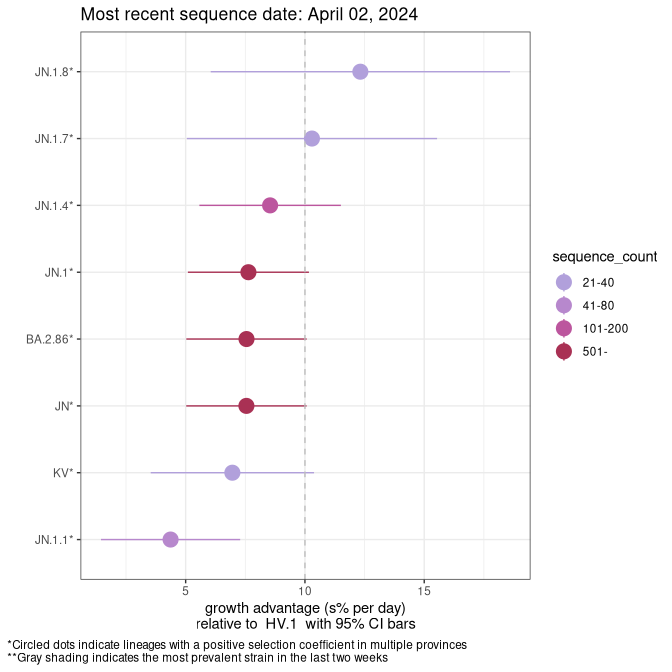 Most recent sequence date: April 02, 2024
JN.1.8*
JN.1.7*
JN.1.4*
JN.1*
BA.2.86*
JN*
KV*
JN.1.1*
5 10 15
growth advantage (s% per day)
relative to HV.1 with 95% CI bars
sequence_count
21-40
41-80
101-200
501-
*Circled dots indicate lineages with a positive selection coefficient in multiple provinces
**Gray shading indicates the most prevalent strain in the last two weeks